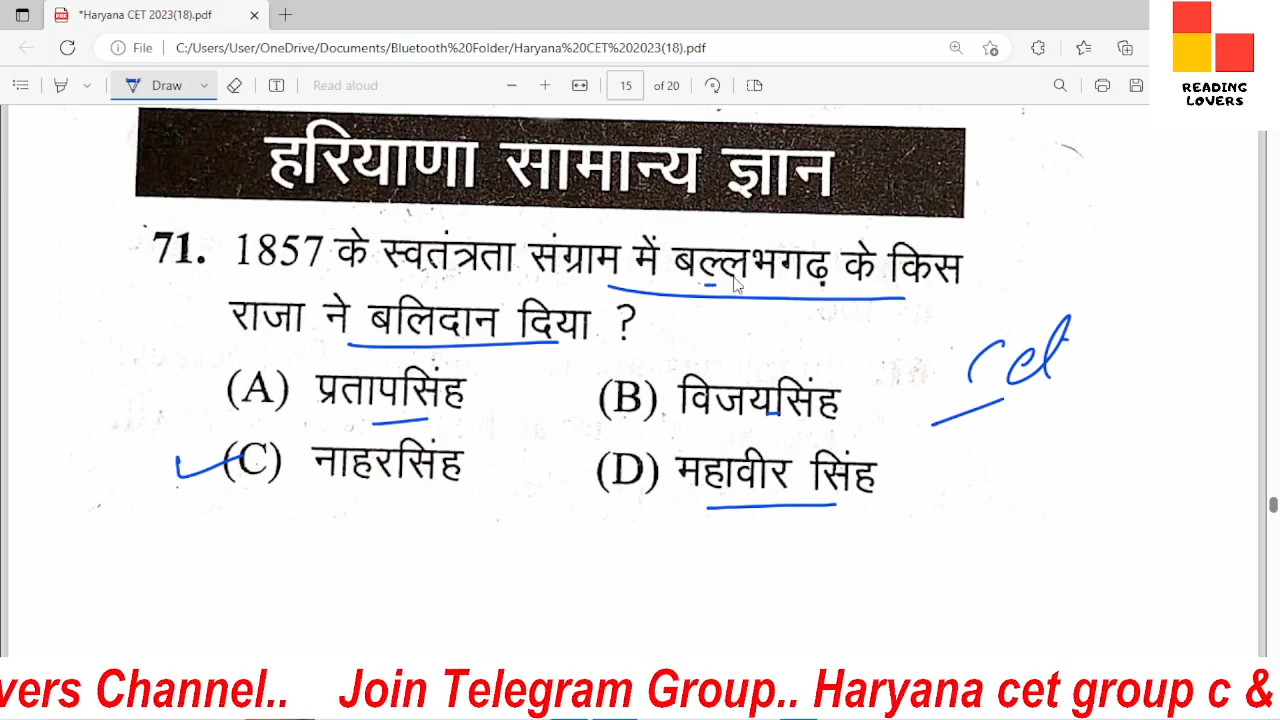 *Haryana CET 2023(18).pdf
File C:/Users/User/OneDrive/Documents/Bluetooth%20Folder/Haryana%20CET%202023(18).pdf
Draw Read aloud 15 of 20
READING
LOVERS
हरियाणा सामान्य ज्ञान
71. 1857 के स्वतंत्रता संग्राम में बल्लभगढ़ के किस
राजा ने बलिदान दिया ?
cet
(A) प्रतापसिंह (B) विजयसिंह
(C) नाहरसिंह (D) महावीर सिंह
vers Channel.. Join Telegram Group.. Haryana cet group c &